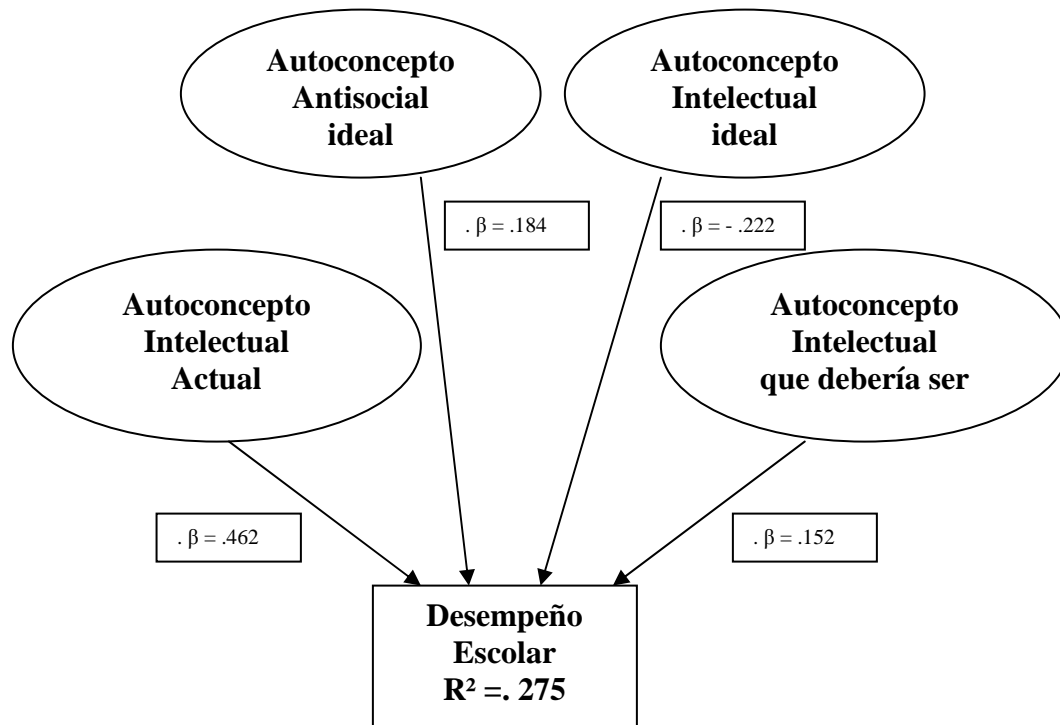 Autoconcepto
Antisocial
ideal
Autoconcepto
Intelectual
ideal
. β = .184
. β = - .222
Autoconcepto
Intelectual
Actual
Autoconcepto
Intelectual
que debería ser
. β = .462
. β = .152
Desempeño
Escolar
R² =. 275